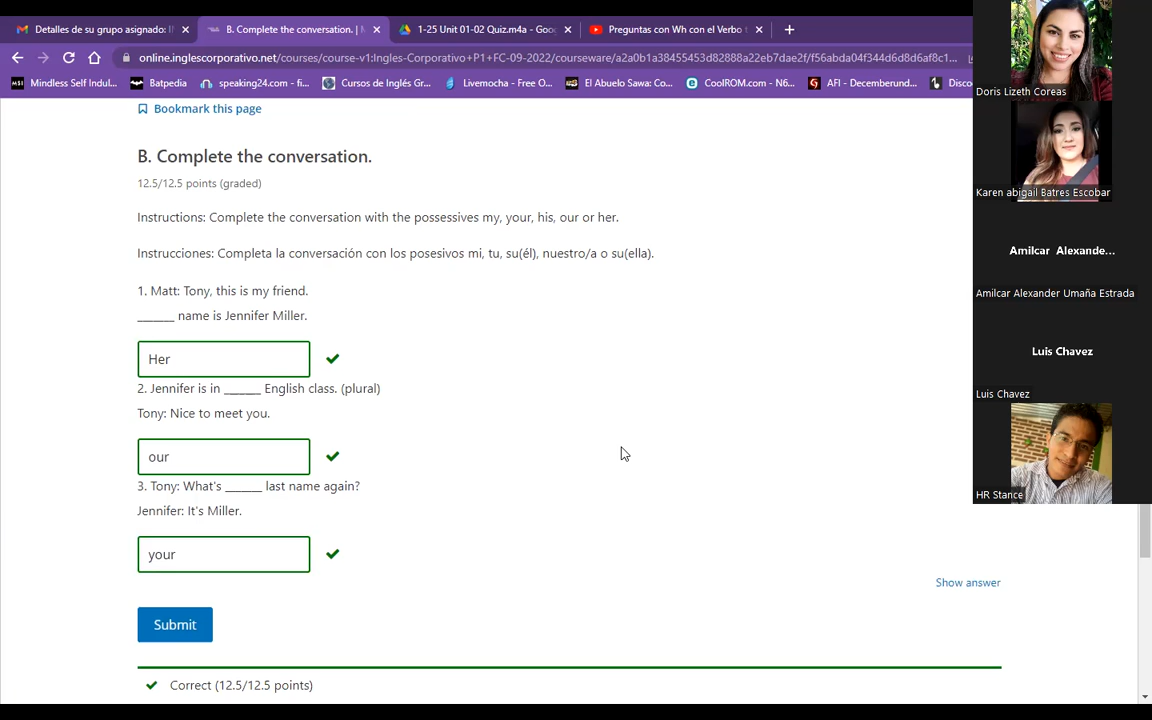 Detalles de su grupo asignado: I
B. Complete the conversation. | M
1-25 Unit 01-02 Quiz.m4a - Goo
Preguntas con Wh con el Verbo t
online.inglescorporativo.net/courses/course-v1:Ingles-Corporativo+P1+FC-09-2022/courseware/a2a0b1a38455453d82888a22eb7dae2f/f56abda04f344d6d8d6af8c1...
Mindless Self Indul...
Batpedia
speaking24.com - fi...
Cursos de Inglés Gr...
Livemocha - Free O...
El Abuelo Sawa: Co...
CoolROM.com - N6...
AFI - Decemberund...
Disco
Bookmark this page
B. Complete the conversation.
12.5/12.5 points (graded)
Instructions: Complete the conversation with the possessives my, your, his, our or her.
Instrucciones: Completa la conversación con los posesivos mi, tu, su(él), nuestro/a o su(ella).
1. Matt: Tony, this is my friend.
______ name is Jennifer Miller.
Her
2. Jennifer is in ______ English class. (plural)
Tony: Nice to meet you.
our
3. Tony: What's ______ last name again?
Jennifer: It's Miller.
your
Show answer
Submit
Correct (12.5/12.5 points)
Doris Lizeth Coreas
Karen abigail Batres Escobar
Amilcar Alexande...
Amilcar Alexander Umaña Estrada
Luis Chavez
Luis Chavez
HR Stance